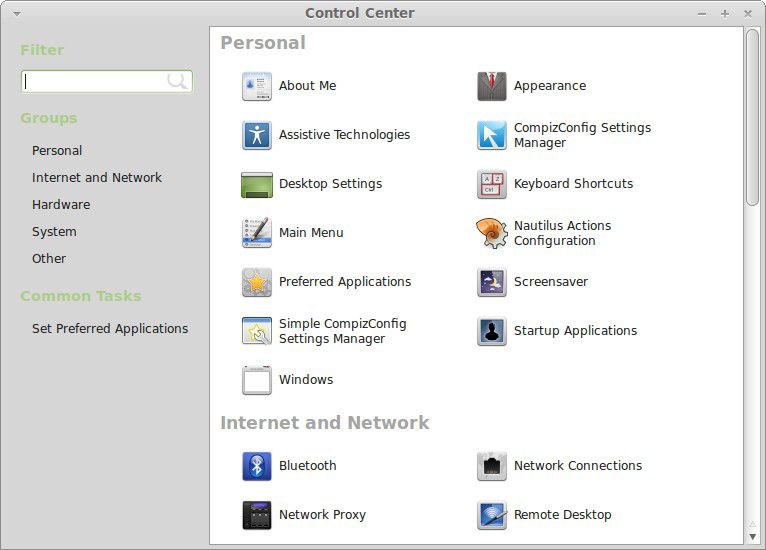 Control Center
Filter
Groups
Personal
Internet and Network
Hardware
System
Other
Common Tasks
Set Preferred Applications
Personal
About Me
Appearance
Assistive Technologies
CompizConfig Settings
Manager
Desktop Settings
Keyboard Shortcuts
Main Menu
Nautilus Actions
Configuration
Preferred Applications
Screensaver
Simple CompizConfig
Settings Manager
Startup Applications
Windows
Internet and Network
Bluetooth
Network Connections
Network Proxy
Remote Desktop